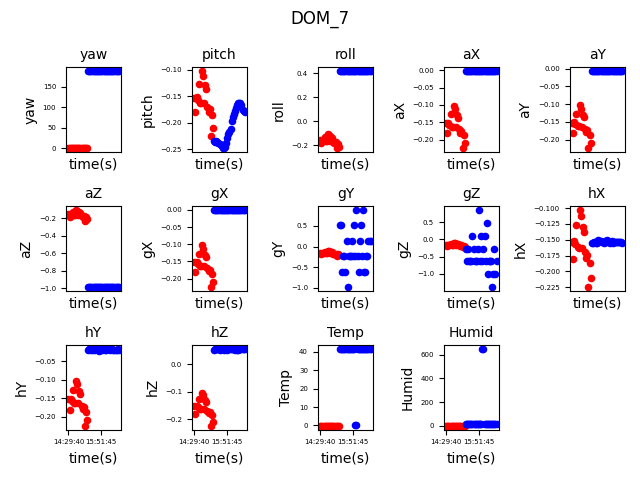 DOM_7
yaw pitch roll aX aY
150
100
50
0
yaw
time(s)
−0.10
−0.15
−0.20
−0.25
pitch
time(s)
0.4
0.2
0.0
−0.2
roll
time(s)
0.00
−0.05
−0.10
−0.15
−0.20
aX
time(s)
0.00
−0.05
−0.10
−0.15
−0.20
aY
time(s)
aZ gX gY gZ hX
−0.2
−0.4
−0.6
−0.8
−1.0
aZ
time(s)
0.00
−0.05
−0.10
−0.15
−0.20
gX
time(s)
0.5
0.0
−0.5
−1.0
gY
time(s)
0.5
0.0
−0.5
−1.0
gZ
time(s)
−0.100
−0.125
−0.150
−0.175
−0.200
−0.225
hX
time(s)
hY hZ Temp Humid
−0.05
−0.10
−0.15
−0.20
hY
14:29:40 15:51:45
time(s)
0.0
−0.1
−0.2
hZ
14:29:40 15:51:45
time(s)
40
30
20
10
0
Temp
14:29:40 15:51:45
time(s)
600
400
200
0
Humid
14:29:40 15:51:45
time(s)